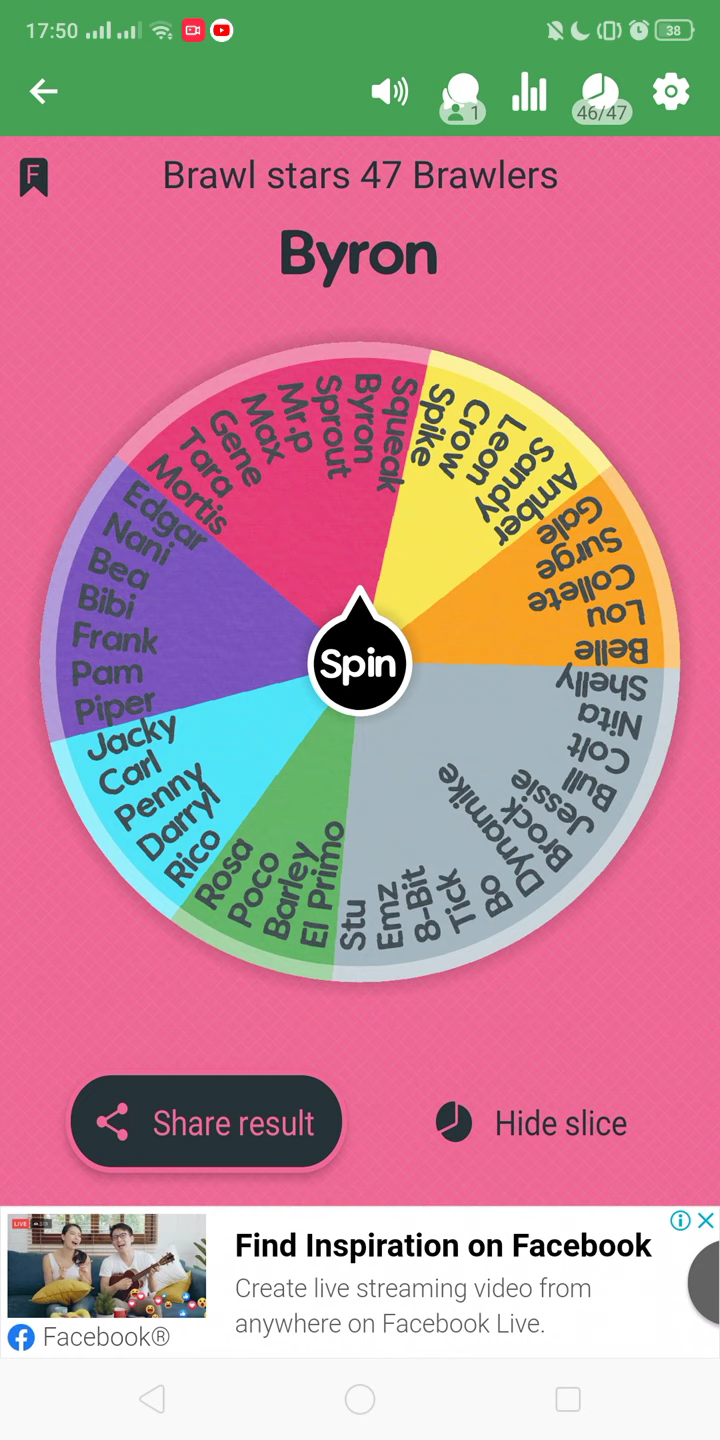 17:50
38
1
46/47
F
Brawl stars 47 Brawlers
Byron
Squeak
Spike
Crow
Leon
Sandy
Amber
Gale
Surge
Collete
Lou
Belle
Shelly
Nita
Colt
Bull
Jessie
Brock
Dynamike
Bo
Tick
8-Bit
Emz
Stu
El Primo
Barley
Poco
Rosa
Rico
Darryl
Penny
Carl
Jacky
Piper
Pam
Frank
Bibi
Bea
Nani
Edgar
Mortis
Tara
Gene
Max
Mr.p
Sprout
Byron
Spin
Share result
Hide slice
LIVE
Find Inspiration on Facebook
Create live streaming video from
anywhere on Facebook Live.
Facebook®